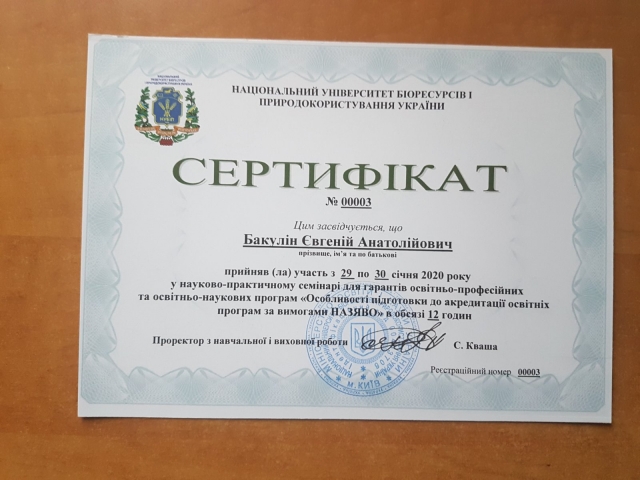 НАЦІОНАЛЬНИЙ УНІВЕРСИТЕТ БІОРЕСУРСІВ І
ПРИРОДОКОРИСТУВАННЯ УКРАЇНИ
СЕРТИФІКАТ
№ 00003
Цим засвідчується, що
Бакулін Євгеній Анатолійович
прізвище, ім’я та по батькові
прийняв (ла) участь з 29 по 30 січня 2020 року
у науково-практичному семінарі для гарантів освітньо-професійних
та освітньо-наукових програм «Особливості підготовки до акредитації освітніх
програм за вимогами НАЗЯВО» в обсязі 12 годин
Проректор з навчальної і виховної роботи С. Кваша
м.КИЇВ
Реєстраційний номер 00003